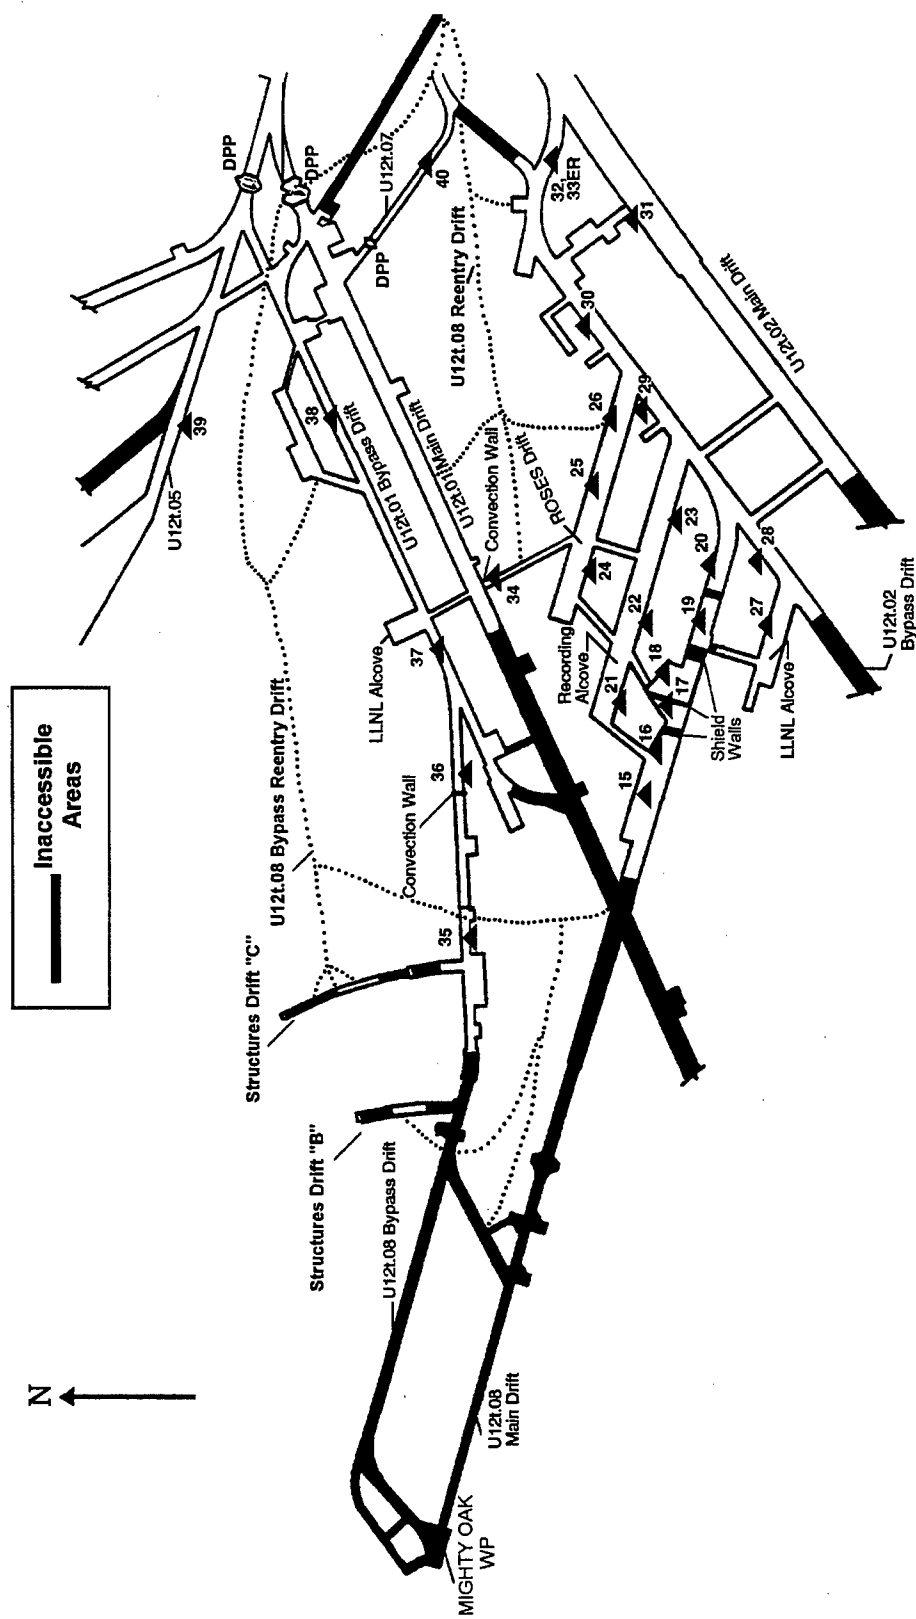 Inaccessible
Areas
N
MIGHTY OAK
WP
U12t.08
Main Drift
U12t.08 Bypass Drift
Structures Drift "B"
Structures Drift "C"
U12t.08 Bypass Reentry Drift
Convection Wall
35
36
37
LLNL Alcove
U12t.01 Bypass Drift
U12t.01 Main Drift
38
39
U12t.05
DPP
DPP
DPP
U12t.07
40
U12t.08 Reentry Drift
Convection Wall
34
ROSES Drift
Recording
Alcove
15
16
17
18
19
20
21
22
23
24
25
26
27
28
29
30
31
32,
33ER
Shield
Walls
LLNL Alcove
U12t.02
Bypass Drift
U12t.02 Main Drift